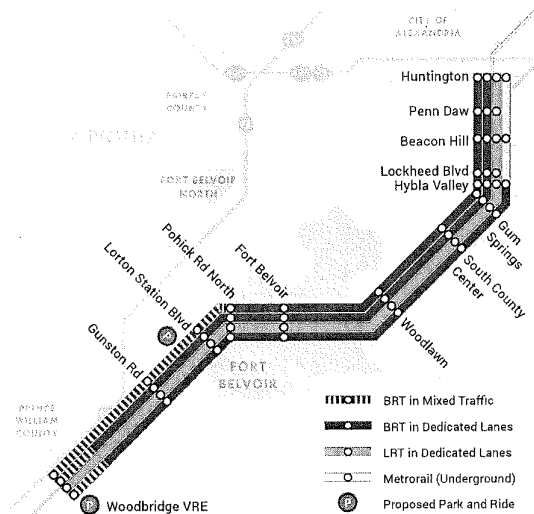 CITY OF
ALEXANDRIA
Huntington
Penn Daw
FAIRFAX
COUNTY
Beacon Hill
Lockheed Blvd
Hybla Valley
FORT BELVOIR
NORTH
Gum
Springs
South County
Center
Woodlawn
Fort Belvoir
Pohick Rd North
Lorton Station Blvd
Gunston Rd
FORT
BELVOIR
PRINCE
WILLIAM
COUNTY
BRT in Mixed Traffic
BRT in Dedicated Lanes
LRT in Dedicated Lanes
Metrorail (Underground)
P Proposed Park and Ride
P Woodbridge VRE